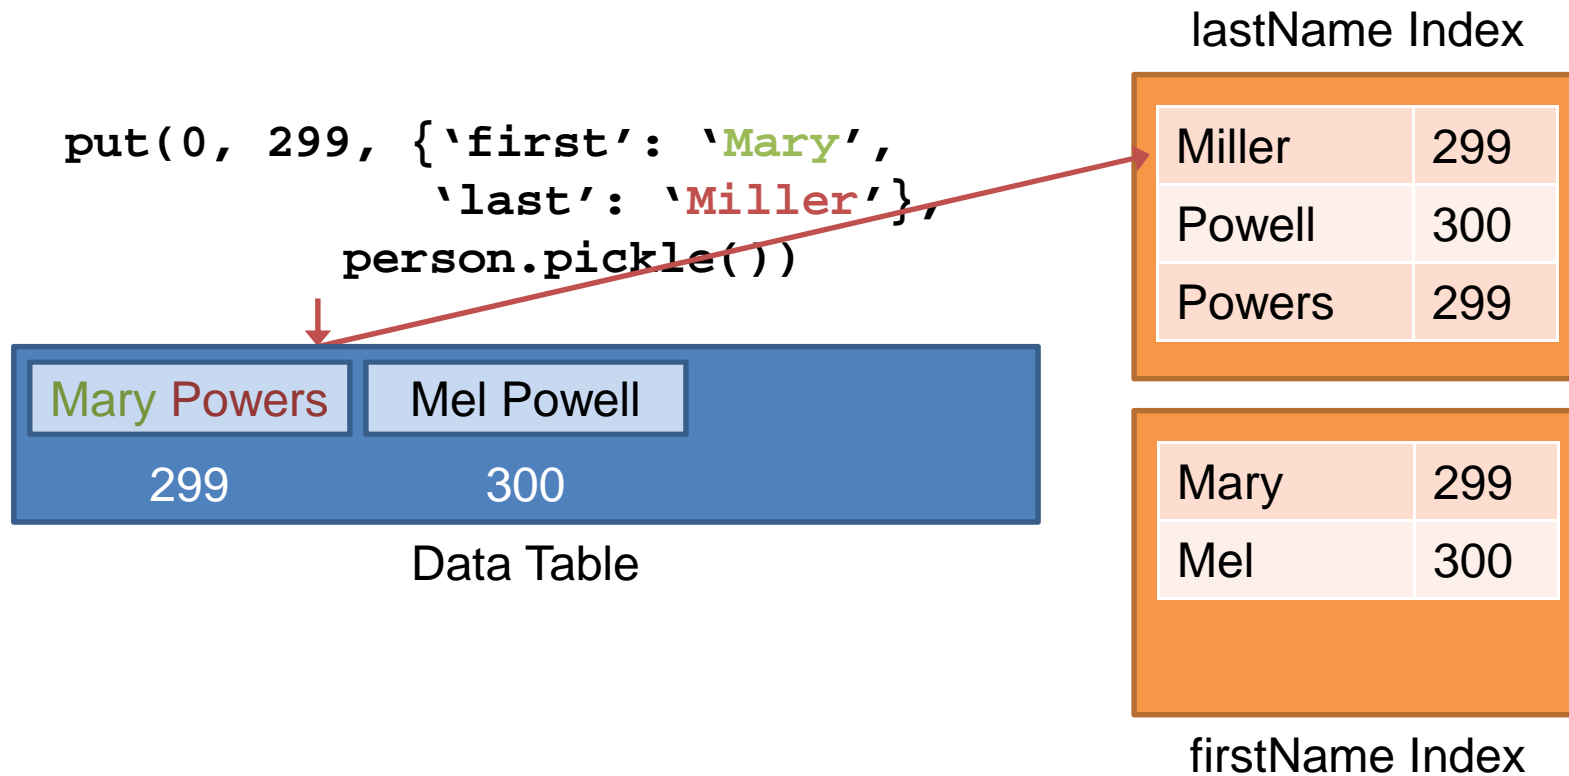 lastName Index
put(0, 299, {‘first’: ‘Mary’,
‘last’: ‘Miller’},
person.pickle())
Miller 299
Powell 300
Powers 299
Mary Powers Mel Powell
299 300
Data Table
Mary 299
Mel 300
firstName Index